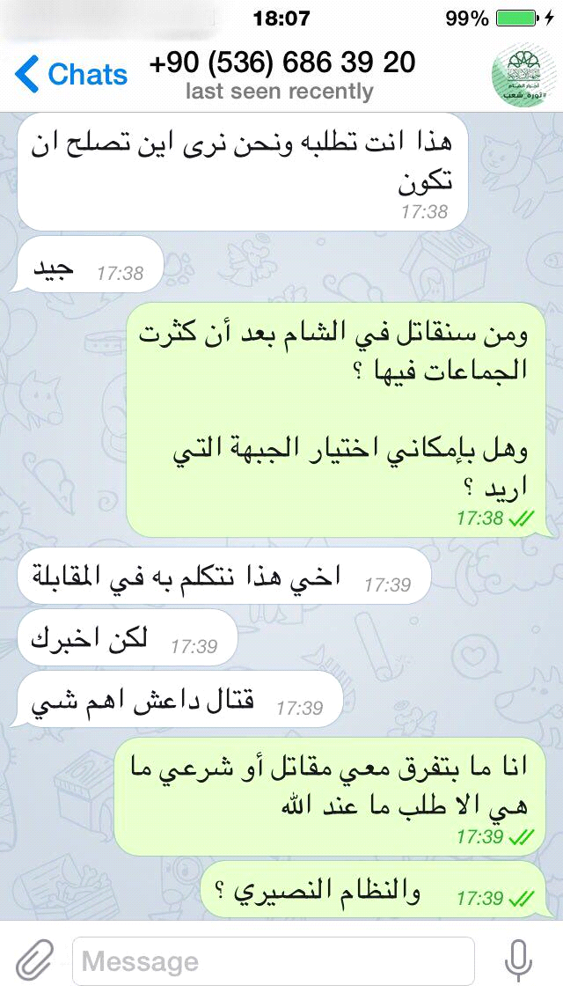 18:07
99%
Chats
+90 (536) 686 39 20
last seen recently
#ثورة_شعب
هذا انت تطلبه ونحن نرى اين تصلح ان
تكون
17:38
جيد
17:38
ومن سنقاتل في الشام بعد أن كثرت
الجماعات فيها ؟
وهل بإمكاني اختيار الجبهة التي
اريد ؟
17:38
اخي هذا نتكلم به في المقابلة
17:39
لكن اخبرك
17:39
قتال داعش اهم شي
17:39
انا ما بتفرق معي مقاتل أو شرعي ما
هي الا طلب ما عند الله
17:39
والنظام النصيري ؟
17:39
Message